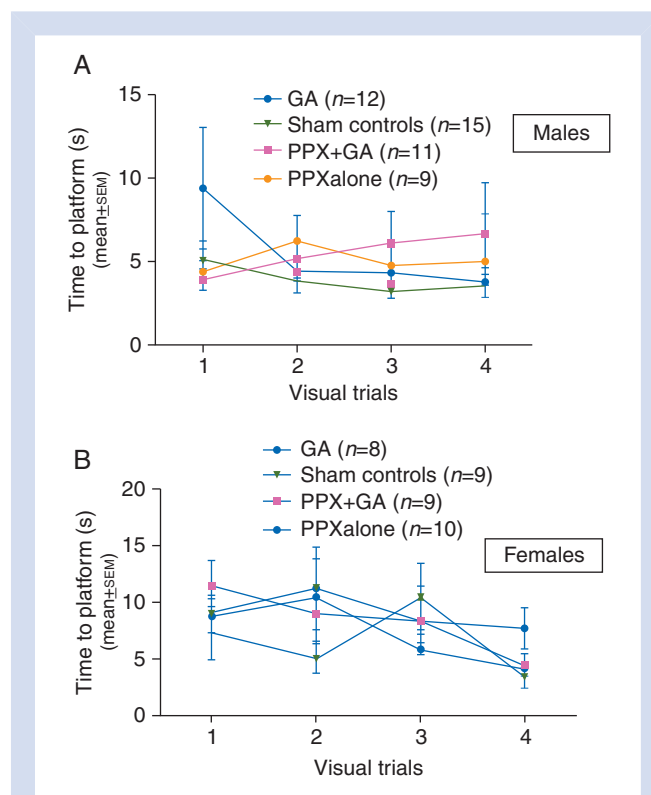 A
15
10
5
0
Time to platform (s)
(mean±SEM)
GA (n=12)
Sham controls (n=15)
PPX+GA (n=11)
PPXalone (n=9)
Males
1 2 3 4
Visual trials
B
20
15
10
5
0
Time to platform (s)
(mean±SEM)
GA (n=8)
Sham controls (n=9)
PPX+GA (n=9)
PPXalone (n=10)
Females
1 2 3 4
Visual trials